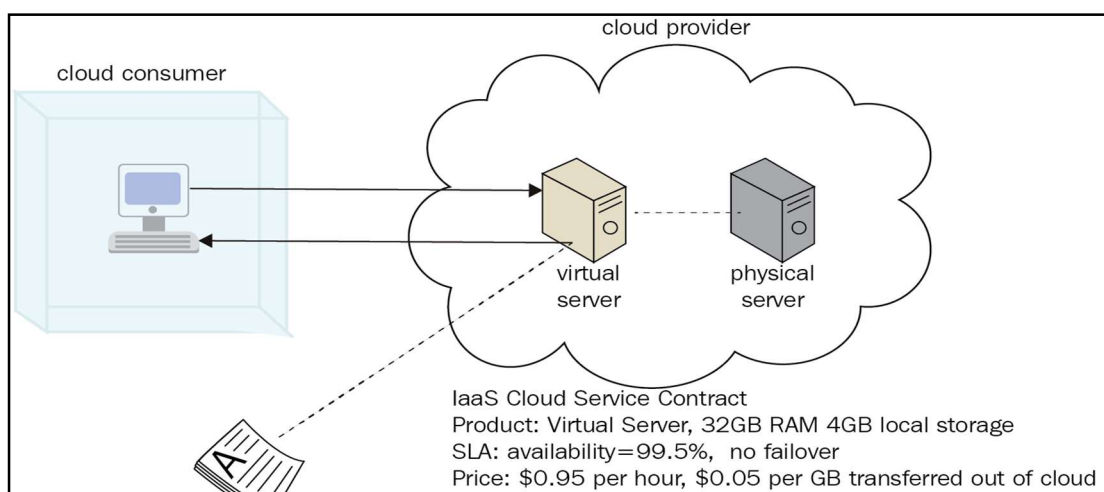 cloud provider
cloud consumer
virtual
server
physical
server
A
IaaS Cloud Service Contract
Product: Virtual Server, 32GB RAM 4GB local storage
SLA: availability=99.5%, no failover
Price: $0.95 per hour, $0.05 per GB transferred out of cloud